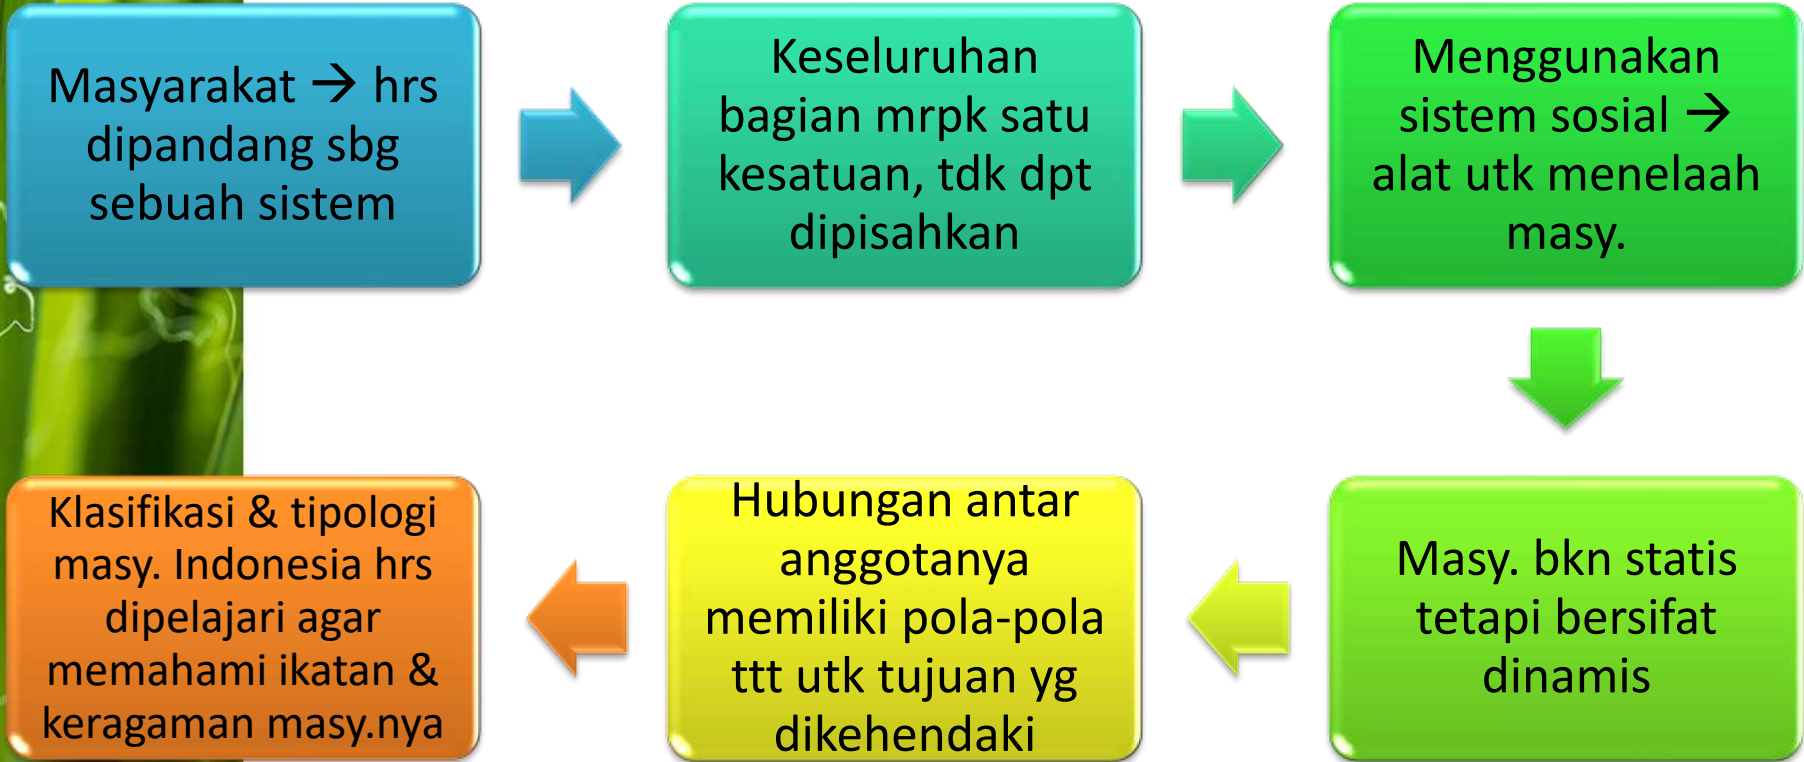 Masyarakat → hrs
dipandang sbg
sebuah sistem
Keseluruhan
bagian mrpk satu
kesatuan, tdk dpt
dipisahkan
Menggunakan
sistem sosial →
alat utk menelaah
masy.
Masy. bkn statis
tetapi bersifat
dinamis
Hubungan antar
anggotanya
memiliki pola-pola
ttt utk tujuan yg
dikehendaki
Klasifikasi & tipologi
masy. Indonesia hrs
dipelajari agar
memahami ikatan &
keragaman masy.nya